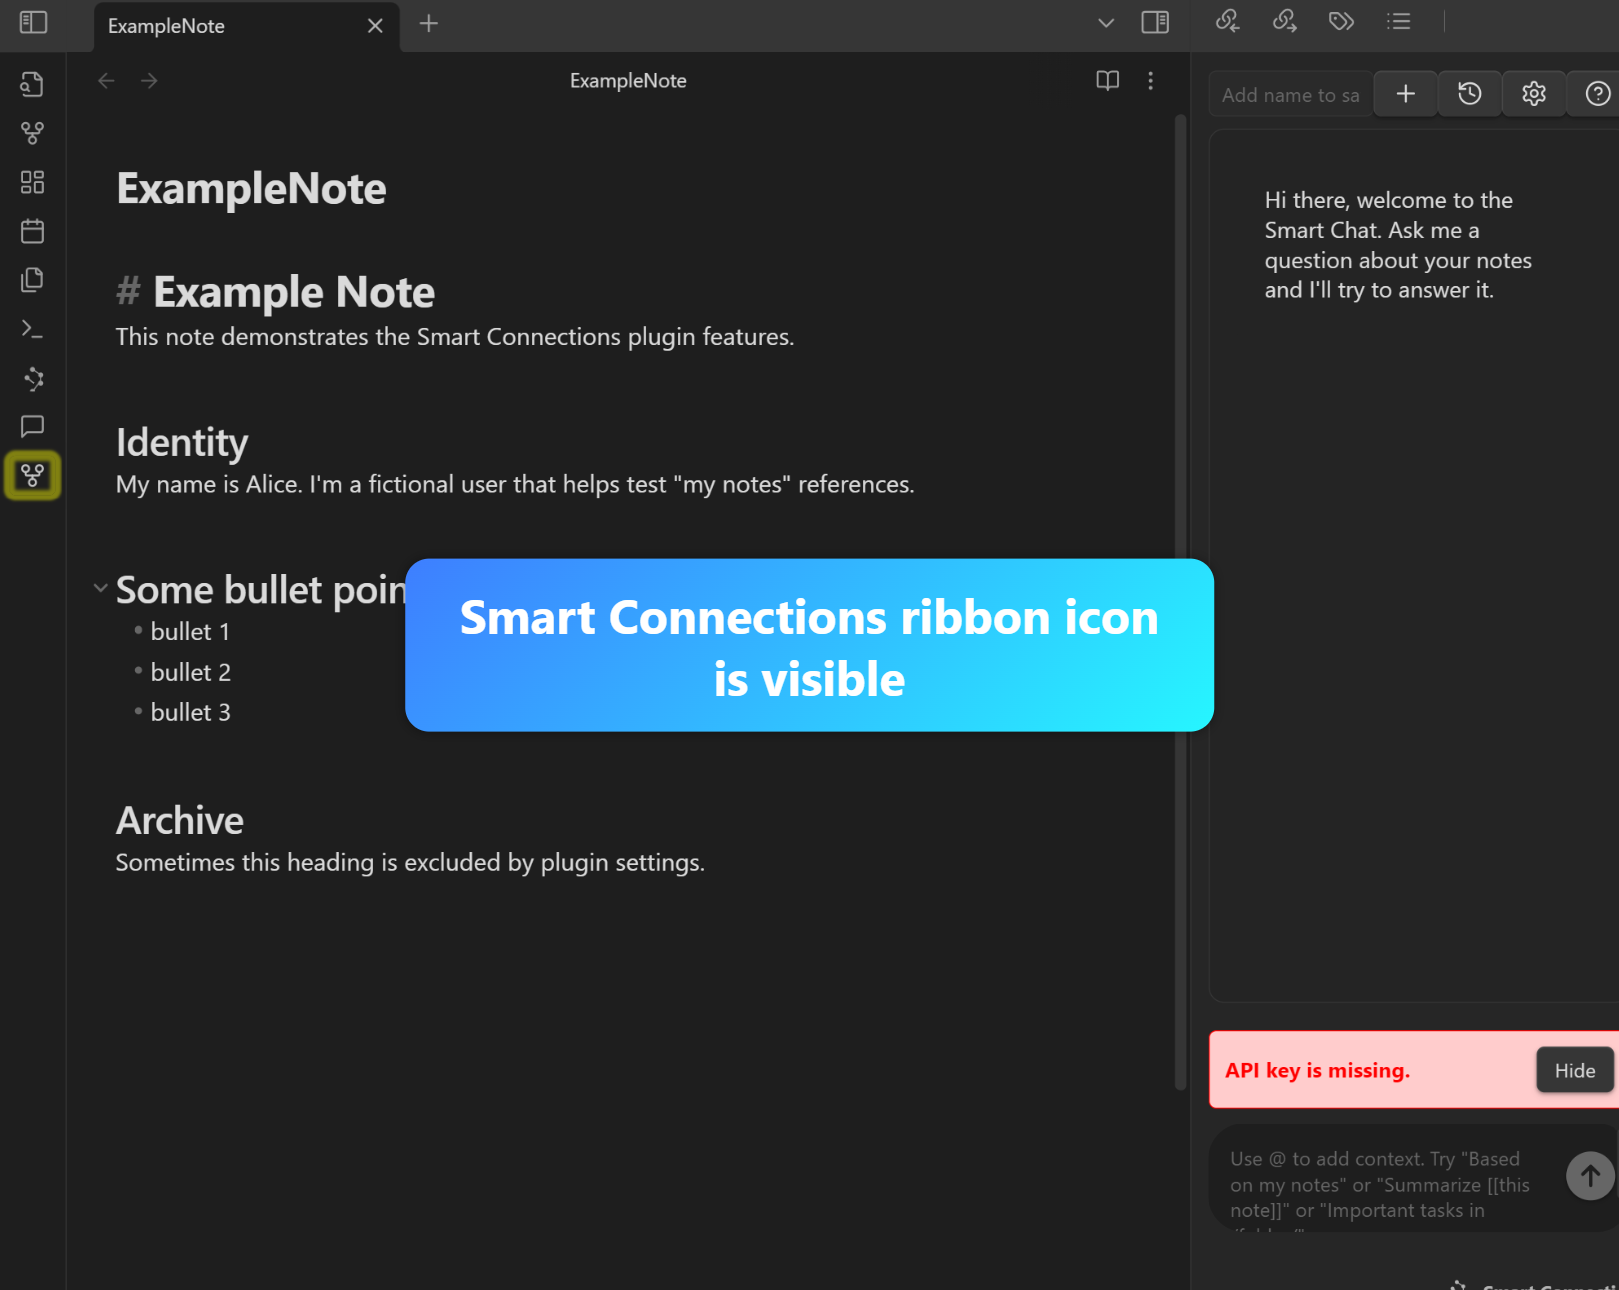 ExampleNote
ExampleNote
Add name to sa
ExampleNote
# Example Note
This note demonstrates the Smart Connections plugin features.
Identity
My name is Alice. I'm a fictional user that helps test "my notes" references.
Some bullet poin
bullet 1
bullet 2
bullet 3
Smart Connections ribbon icon
is visible
Archive
Sometimes this heading is excluded by plugin settings.
Hi there, welcome to the
Smart Chat. Ask me a
question about your notes
and I'll try to answer it.
API key is missing.
Hide
Use @ to add context. Try "Based
on my notes" or "Summarize [[this
note]]" or "Important tasks in